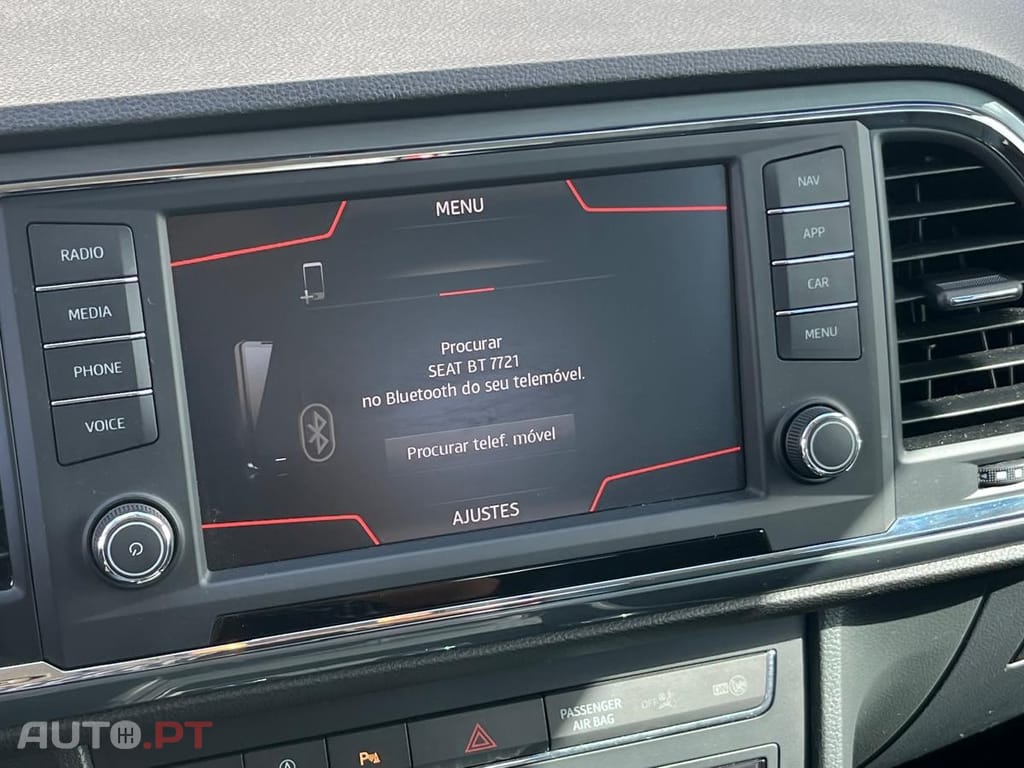 MENU
RADIO
MEDIA
PHONE
VOICE
NAV
APP
CAR
MENU
Procurar
SEAT BT 7721
no Bluetooth do seu telemóvel.
Procurar telef. móvel
AJUSTES
PASSENGER
AIR BAG
OFF
ON
P
A
AUTO.PT